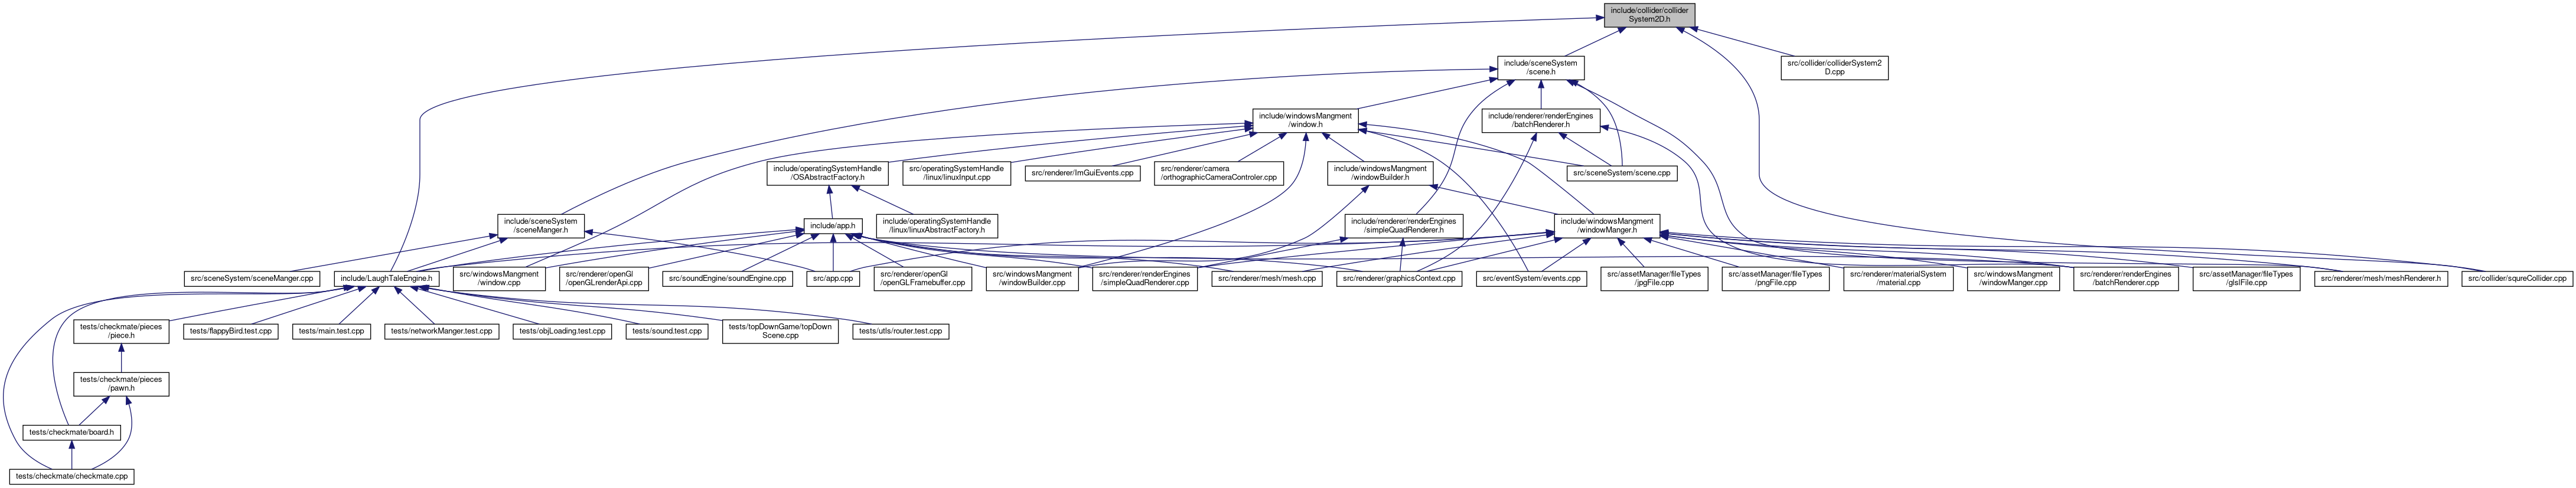 include/collider/collider
System2D.h
include/sceneSystem
/scene.h
src/collider/colliderSystem2
D.cpp
include/windowsMangment
/window.h
include/renderer/renderEngines
/batchRenderer.h
include/operatingSystemHandle
/OSAbstractFactory.h
src/operatingSystemHandle
/linux/linuxInput.cpp
src/renderer/ImGuiEvents.cpp
src/renderer/camera
/orthographicCameraControler.cpp
include/windowsMangment
/windowBuilder.h
src/sceneSystem/scene.cpp
include/sceneSystem
/sceneManger.h
include/app.h
include/operatingSystemHandle
/linux/linuxAbstractFactory.h
include/renderer/renderEngines
/simpleQuadRenderer.h
include/windowsMangment
/windowManger.h
src/sceneSystem/sceneManger.cpp
include/LaughTaleEngine.h
src/windowsMangment
/window.cpp
src/renderer/openGl
/openGLrenderApi.cpp
src/soundEngine/soundEngine.cpp
src/app.cpp
src/renderer/openGl
/openGLFramebuffer.cpp
src/windowsMangment
/windowBuilder.cpp
src/renderer/renderEngines
/simpleQuadRenderer.cpp
src/renderer/mesh/mesh.cpp
src/renderer/graphicsContext.cpp
src/eventSystem/events.cpp
src/assetManager/fileTypes
/jpgFile.cpp
src/assetManager/fileTypes
/pngFile.cpp
src/renderer/materialSystem
/material.cpp
src/windowsMangment
/windowManger.cpp
src/renderer/renderEngines
/batchRenderer.cpp
src/assetManager/fileTypes
/glslFile.cpp
src/renderer/mesh/meshRenderer.h
src/collider/squreCollider.cpp
tests/checkmate/pieces
/piece.h
tests/flappyBird.test.cpp
tests/main.test.cpp
tests/networkManger.test.cpp
tests/objLoading.test.cpp
tests/sound.test.cpp
tests/topDownGame/topDown
Scene.cpp
tests/utls/router.test.cpp
tests/checkmate/pieces
/pawn.h
tests/checkmate/board.h
tests/checkmate/checkmate.cpp